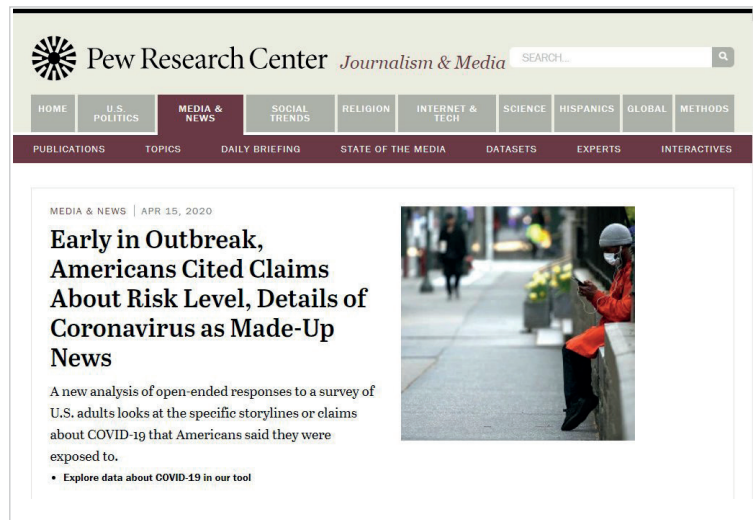 Pew Research Center Journalism & Media
SEARCH...
HOME
U.S. POLITICS
MEDIA & NEWS
SOCIAL TRENDS
RELIGION
INTERNET & TECH
SCIENCE
HISPANICS
GLOBAL
METHODS
PUBLICATIONS TOPICS DAILY BRIEFING STATE OF THE MEDIA DATASETS EXPERTS INTERACTIVES
MEDIA & NEWS | APR 15, 2020
Early in Outbreak,
Americans Cited Claims
About Risk Level, Details of
Coronavirus as Made-Up
News
A new analysis of open-ended responses to a survey of
U.S. adults looks at the specific storylines or claims
about COVID-19 that Americans said they were
exposed to.
• Explore data about COVID-19 in our tool